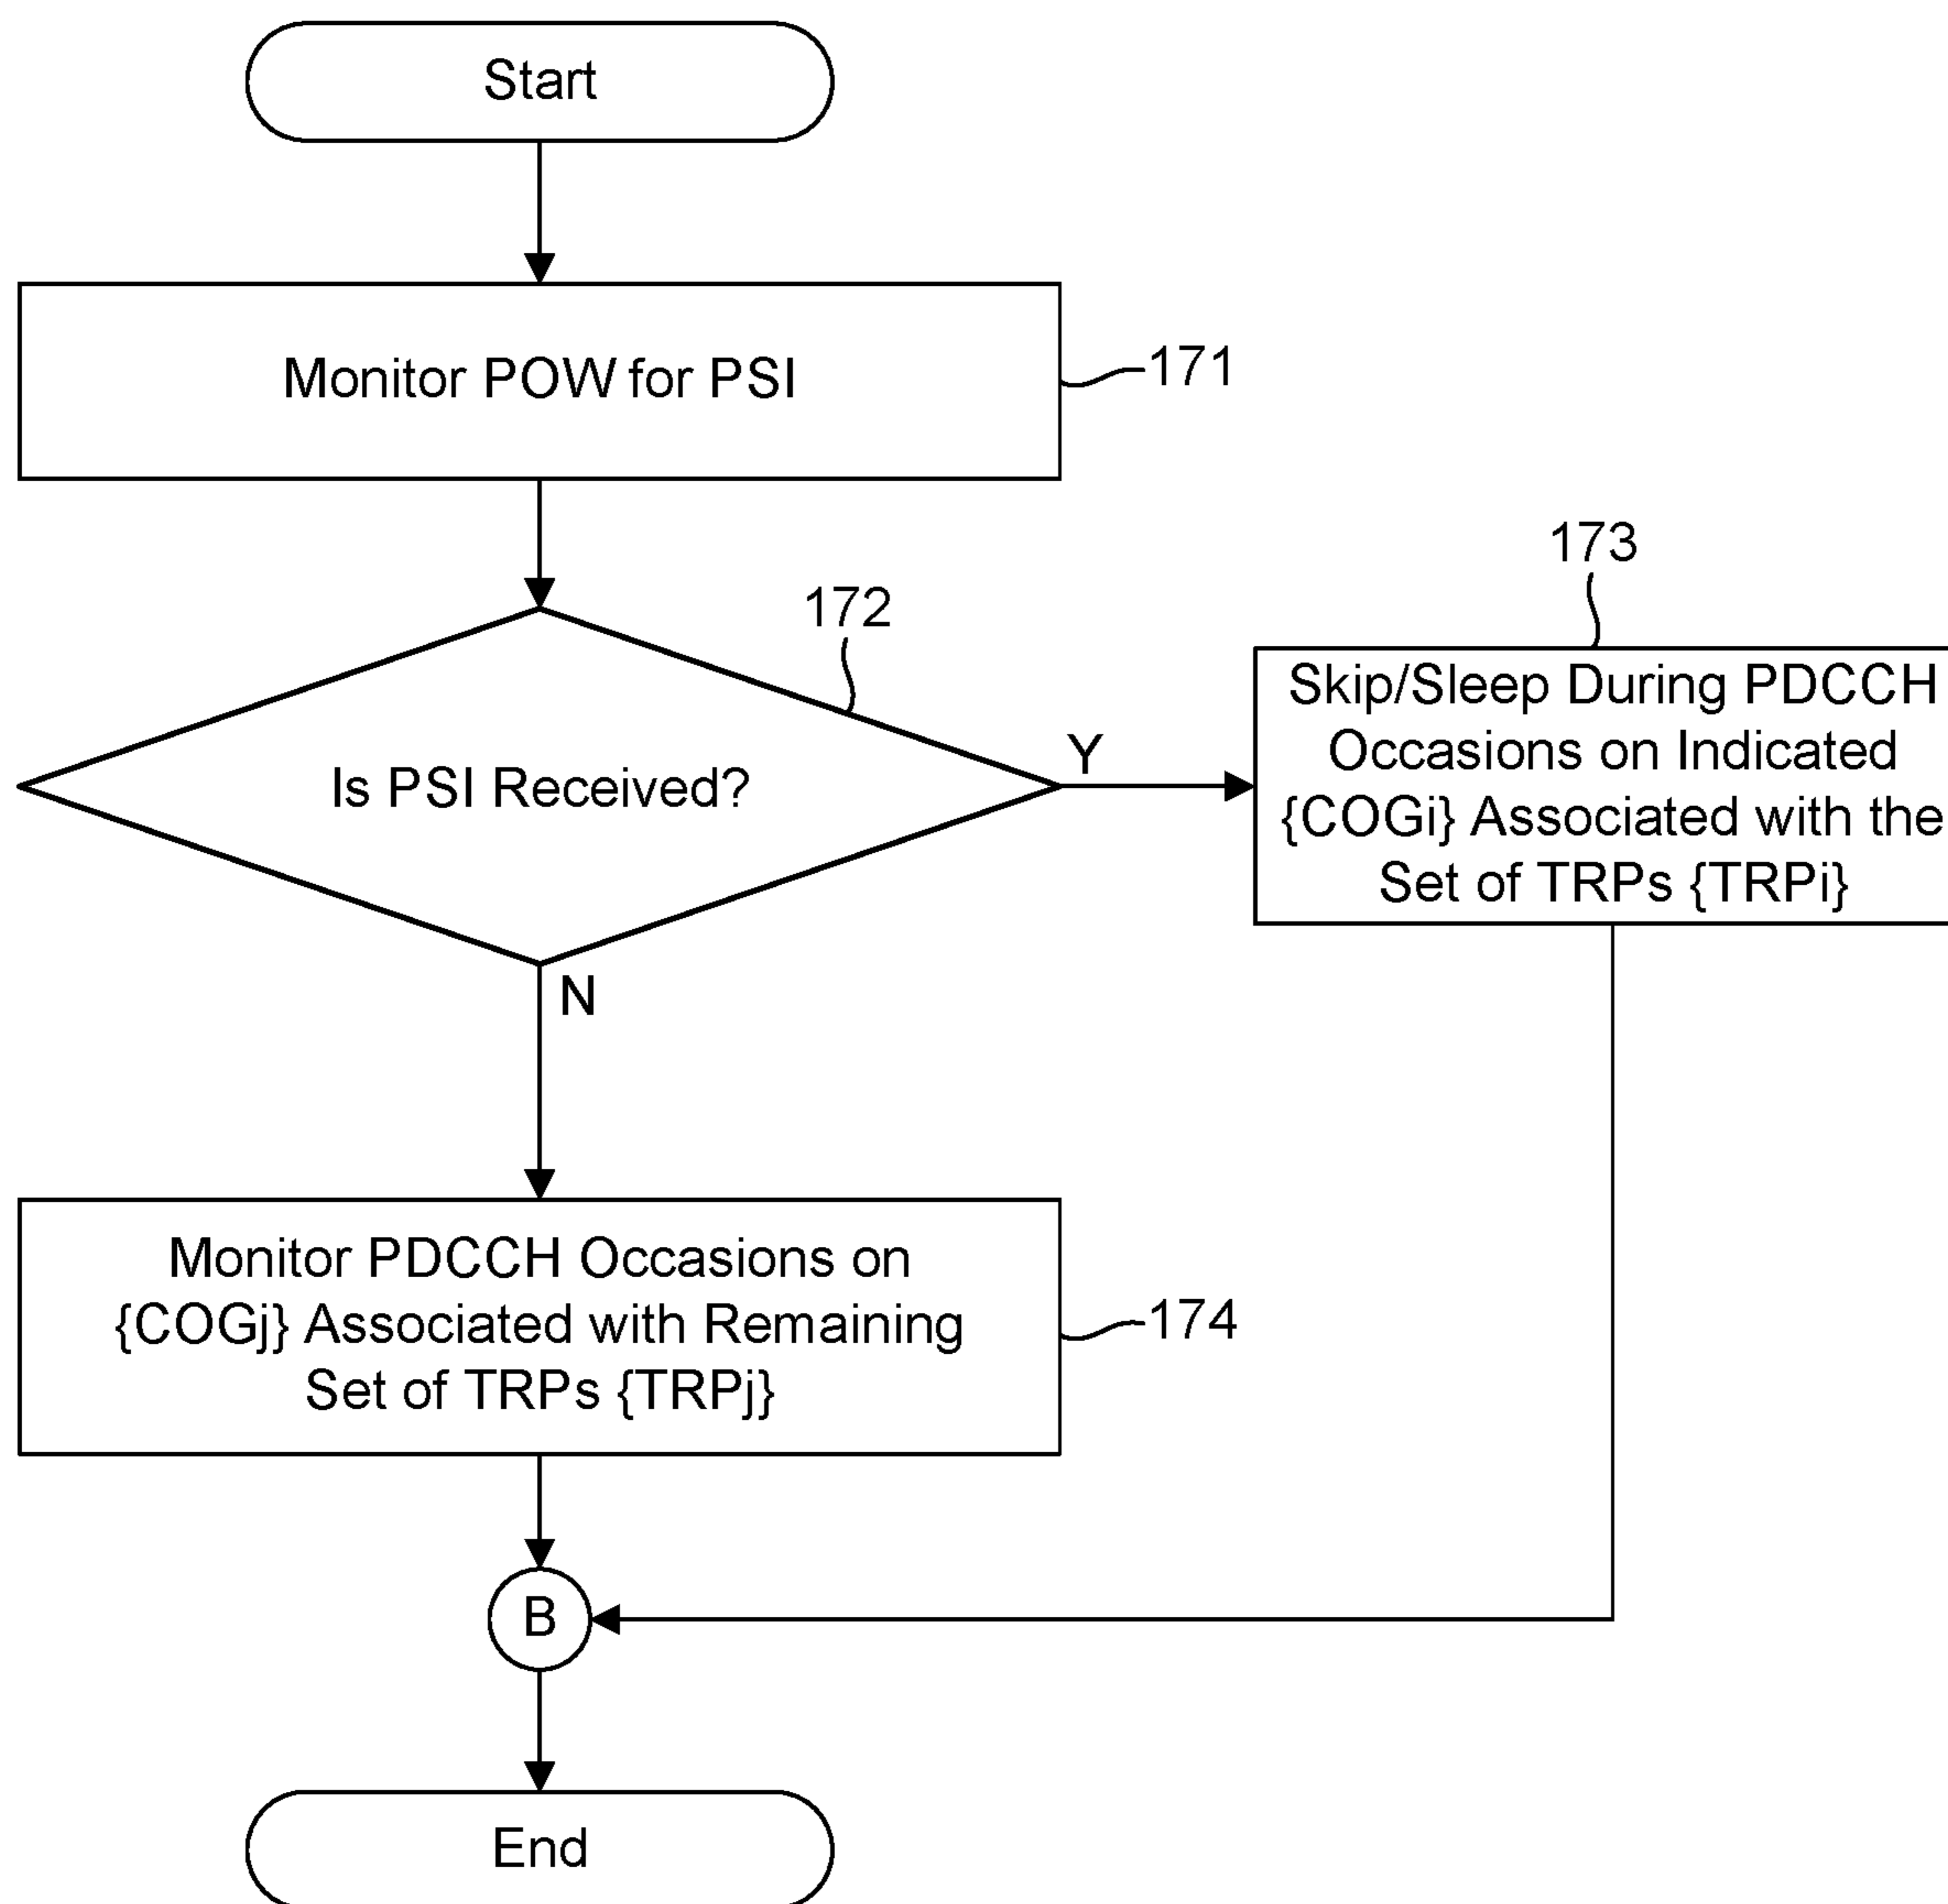 Start
Monitor POW for PSI
171
172
Is PSI Received?
Y
N
173
Skip/Sleep During PDCCH
Occasions on Indicated
{COGi} Associated with the
Set of TRPs {TRPi}
Monitor PDCCH Occasions on
{COGj} Associated with Remaining
Set of TRPs {TRPj}
174
B
End